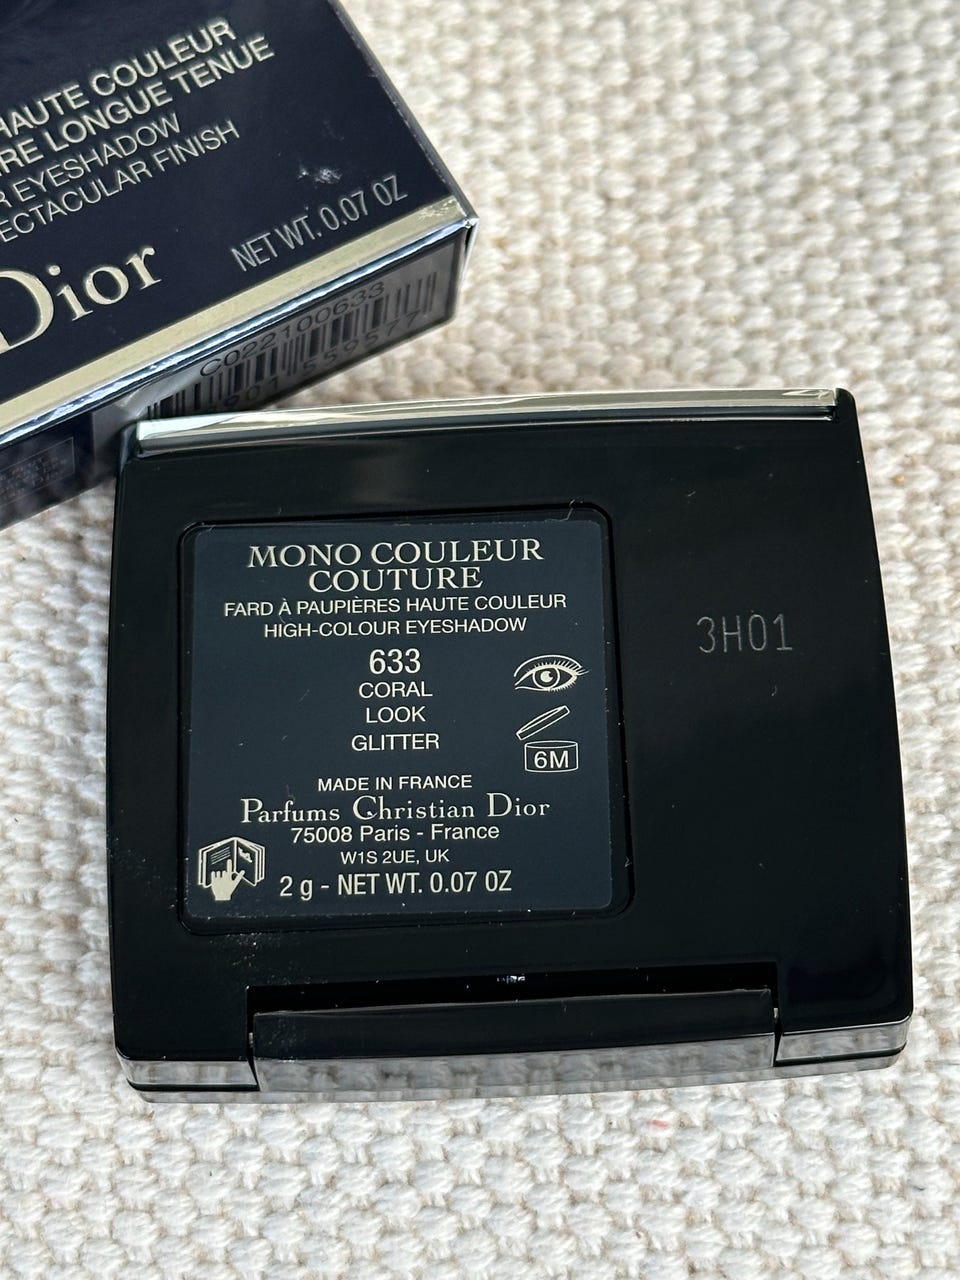 HAUTE COULEUR
RE LONGUE TENUE
R EYESHADOW
ECTACULAR FINISH
Dior
NET WT. 0.07 OZ
C022100633
MONO COULEUR
COUTURE
FARD À PAUPIÈRES HAUTE COULEUR
HIGH-COLOUR EYESHADOW
633
CORAL
LOOK
GLITTER
6M
MADE IN FRANCE
Parfums Christian Dior
75008 Paris - France
W1S 2UE, UK
2 g - NET WT. 0.07 OZ
3H01